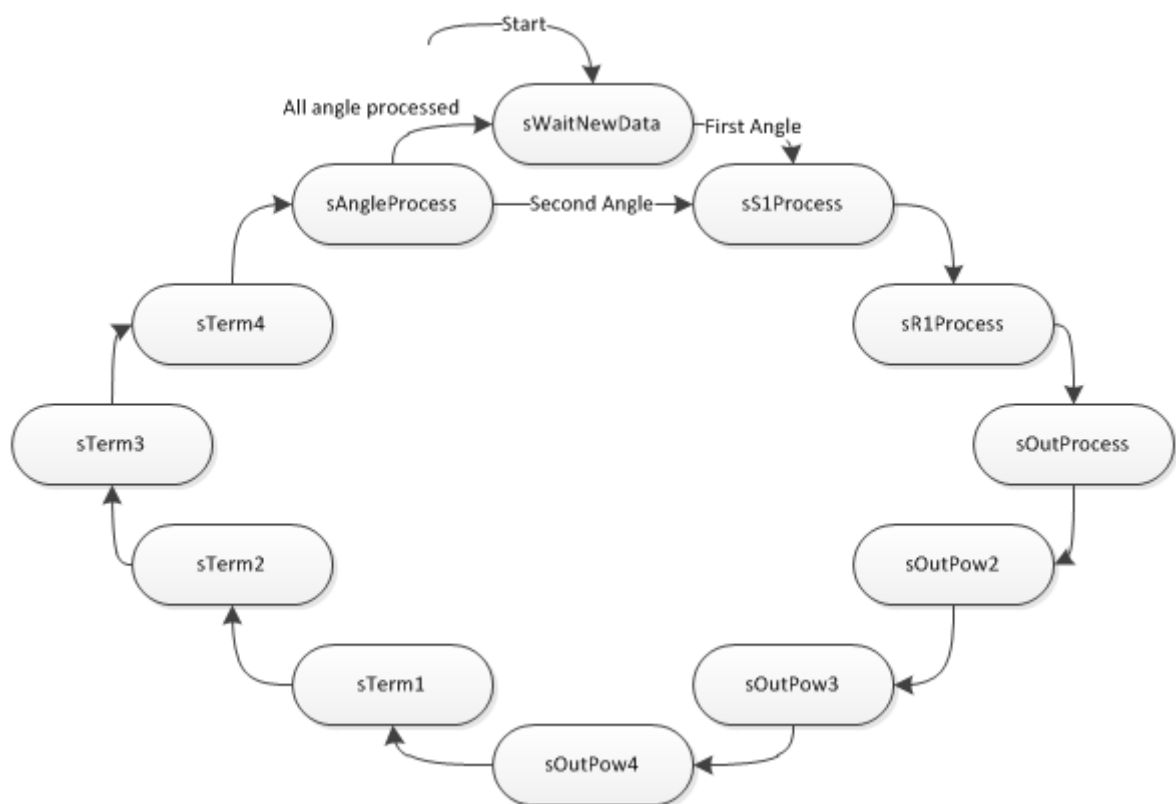 Start
All angle processed
sWaitNewData
First Angle
sAngleProcess
Second Angle
sS1Process
sTerm4
sR1Process
sTerm3
sOutProcess
sTerm2
sOutPow2
sTerm1
sOutPow3
sOutPow4